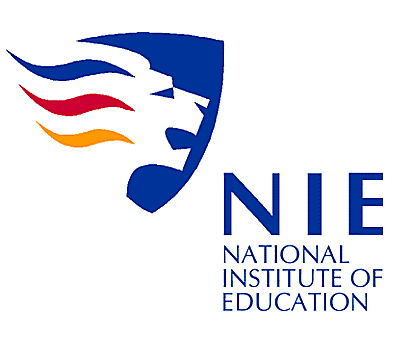 NIE
NATIONAL
INSTITUTE OF
EDUCATION